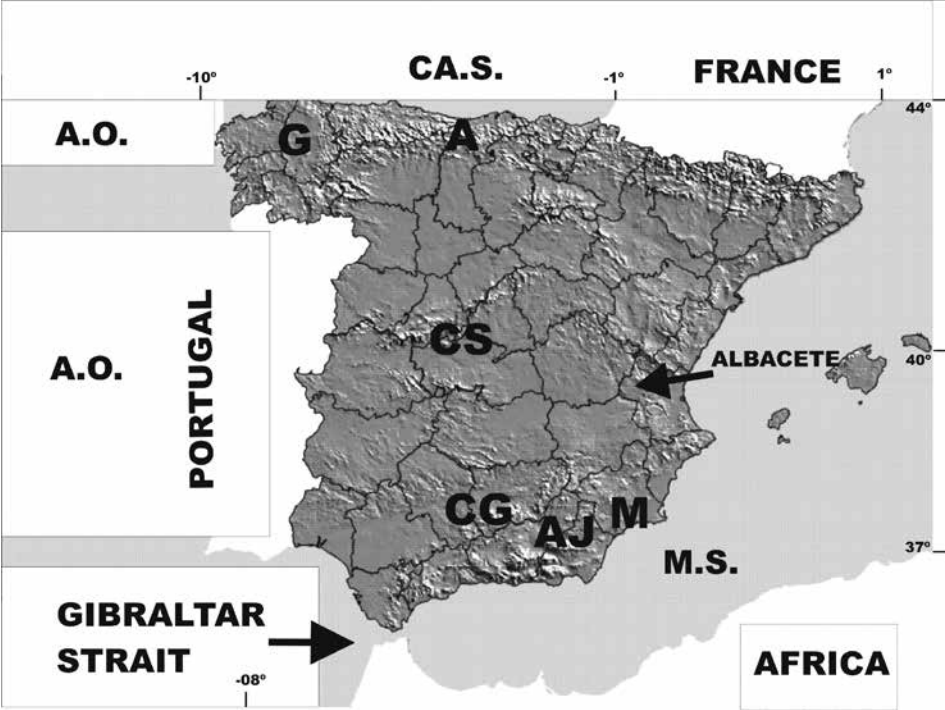 CA.S.
-10°
-1°
FRANCE
1°
44°
A.O.
G
A
PORTUGAL
A.O.
CS
ALBACETE
40°
CG
AJ
M
37°
M.S.
GIBRALTAR
STRAIT
AFRICA
-08°